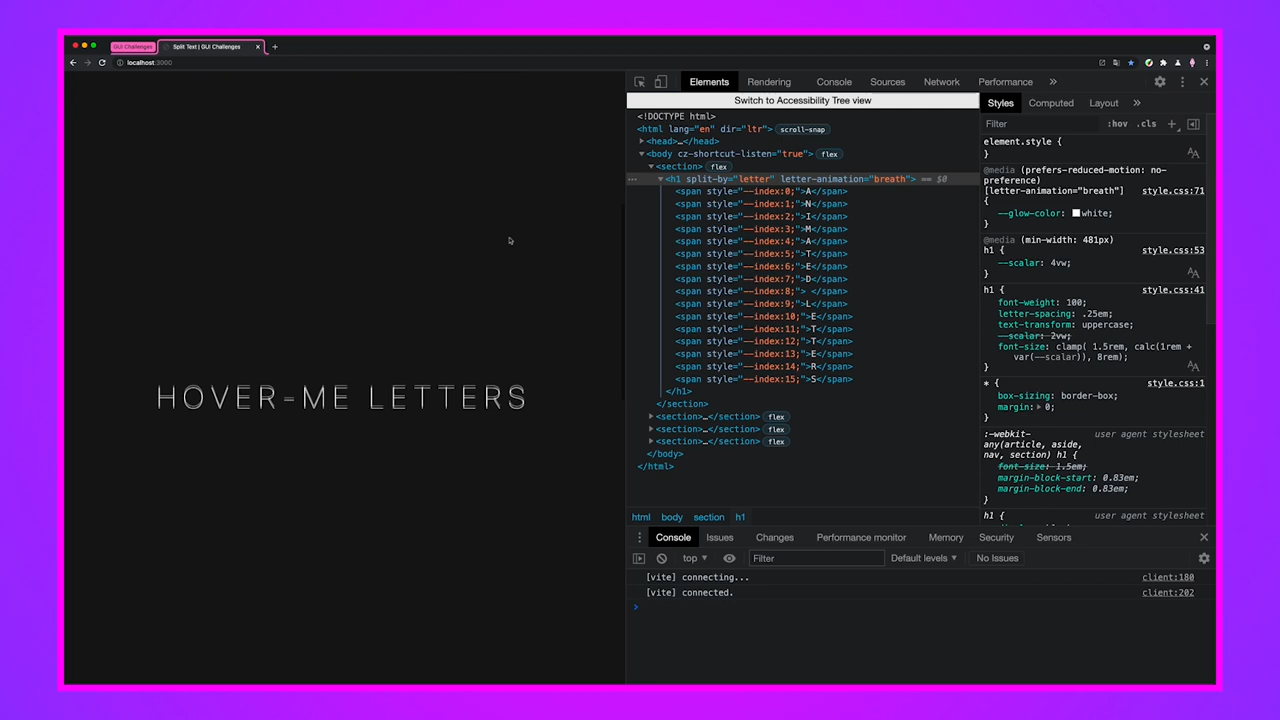 GUI Challenges
Split Text | GUI Challenges
localhost:3000
HOVER-ME LETTERS
Elements Rendering Console Sources Network Performance
Switch to Accessibility Tree view
<!DOCTYPE html>
<html lang="en" dir="ltr"> scroll-snap
<head>…</head>
<body cz-shortcut-listen="true"> flex
<section> flex
<h1 split-by="letter" letter-animation="breath"> == $0
<span style="--index:0;">A</span>
<span style="--index:1;">N</span>
<span style="--index:2;">I</span>
<span style="--index:3;">M</span>
<span style="--index:4;">A</span>
<span style="--index:5;">T</span>
<span style="--index:6;">E</span>
<span style="--index:7;">D</span>
<span style="--index:8;"> </span>
<span style="--index:9;">L</span>
<span style="--index:10;">E</span>
<span style="--index:11;">T</span>
<span style="--index:12;">T</span>
<span style="--index:13;">E</span>
<span style="--index:14;">R</span>
<span style="--index:15;">S</span>
</h1>
</section>
<section>…</section> flex
<section>…</section> flex
<section>…</section> flex
</body>
</html>
html body section h1
Styles Computed Layout
Filter :hov .cls
element.style {
}
@media (prefers-reduced-motion: no-
preference)
[letter-animation="breath"] style.css:71
{
--glow-color: white;
}
@media (min-width: 481px)
h1 { style.css:53
--scalar: 4vw;
}
h1 { style.css:41
font-weight: 100;
letter-spacing: .25em;
text-transform: uppercase;
--scalar: 2vw;
font-size: clamp( 1.5rem, calc(1rem +
var(--scalar)), 8rem);
}
* { style.css:1
box-sizing: border-box;
margin: 0;
}
:-webkit- user agent stylesheet
any(article, aside,
nav, section) h1 {
font-size: 1.5em;
margin-block-start: 0.83em;
margin-block-end: 0.83em;
}
h1 { user agent stylesheet
Console Issues Changes Performance monitor Memory Security Sensors
top Filter Default levels No Issues
[vite] connecting... client:180
[vite] connected. client:202